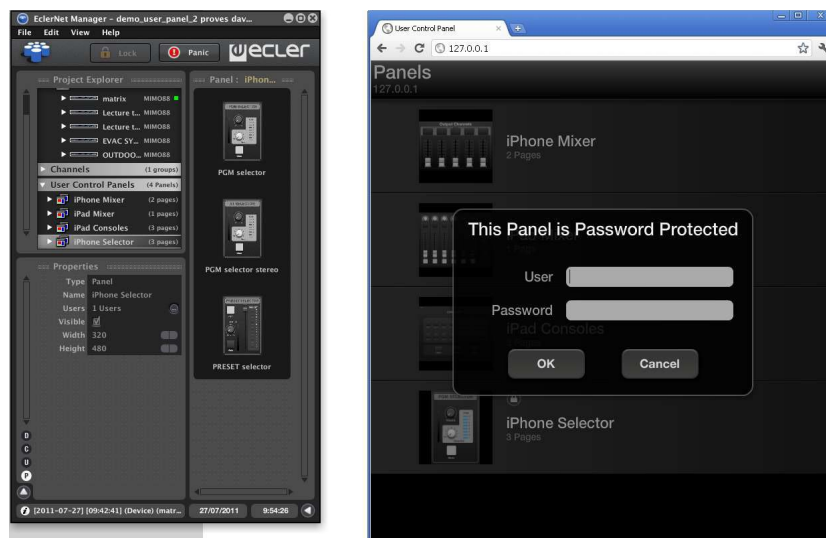 EclerNet Manager - demo_user_panel_2 proves dav...
File Edit View Help
Lock
Panic
ecler
Project Explorer
matrix MIMO88
Lecture t... MIMO88
Lecture t... MIMO88
EVAC SY... MIMO88
OUTDOO... MIMO88
Channels (1 groups)
User Control Panels (4 Panels)
iPhone Mixer (2 pages)
iPad Mixer (1 pages)
iPad Consoles (3 pages)
iPhone Selector (3 pages)
Properties
Type Panel
Name iPhone Selector
Users 1 Users
Visible
Width 320
Height 480
D
C
U
P
Panel : iPhon...
PGM selector
PGM selector stereo
PRESET selector
[2011-07-27] [09:42:41] (Device) (matr...
27/07/2011
9:54:26
User Control Panel
127.0.0.1
Panels
127.0.0.1
iPhone Mixer
2 Pages
This Panel is Password Protected
User
Password
iPad Consoles
OK
Cancel
iPhone Selector
3 Pages